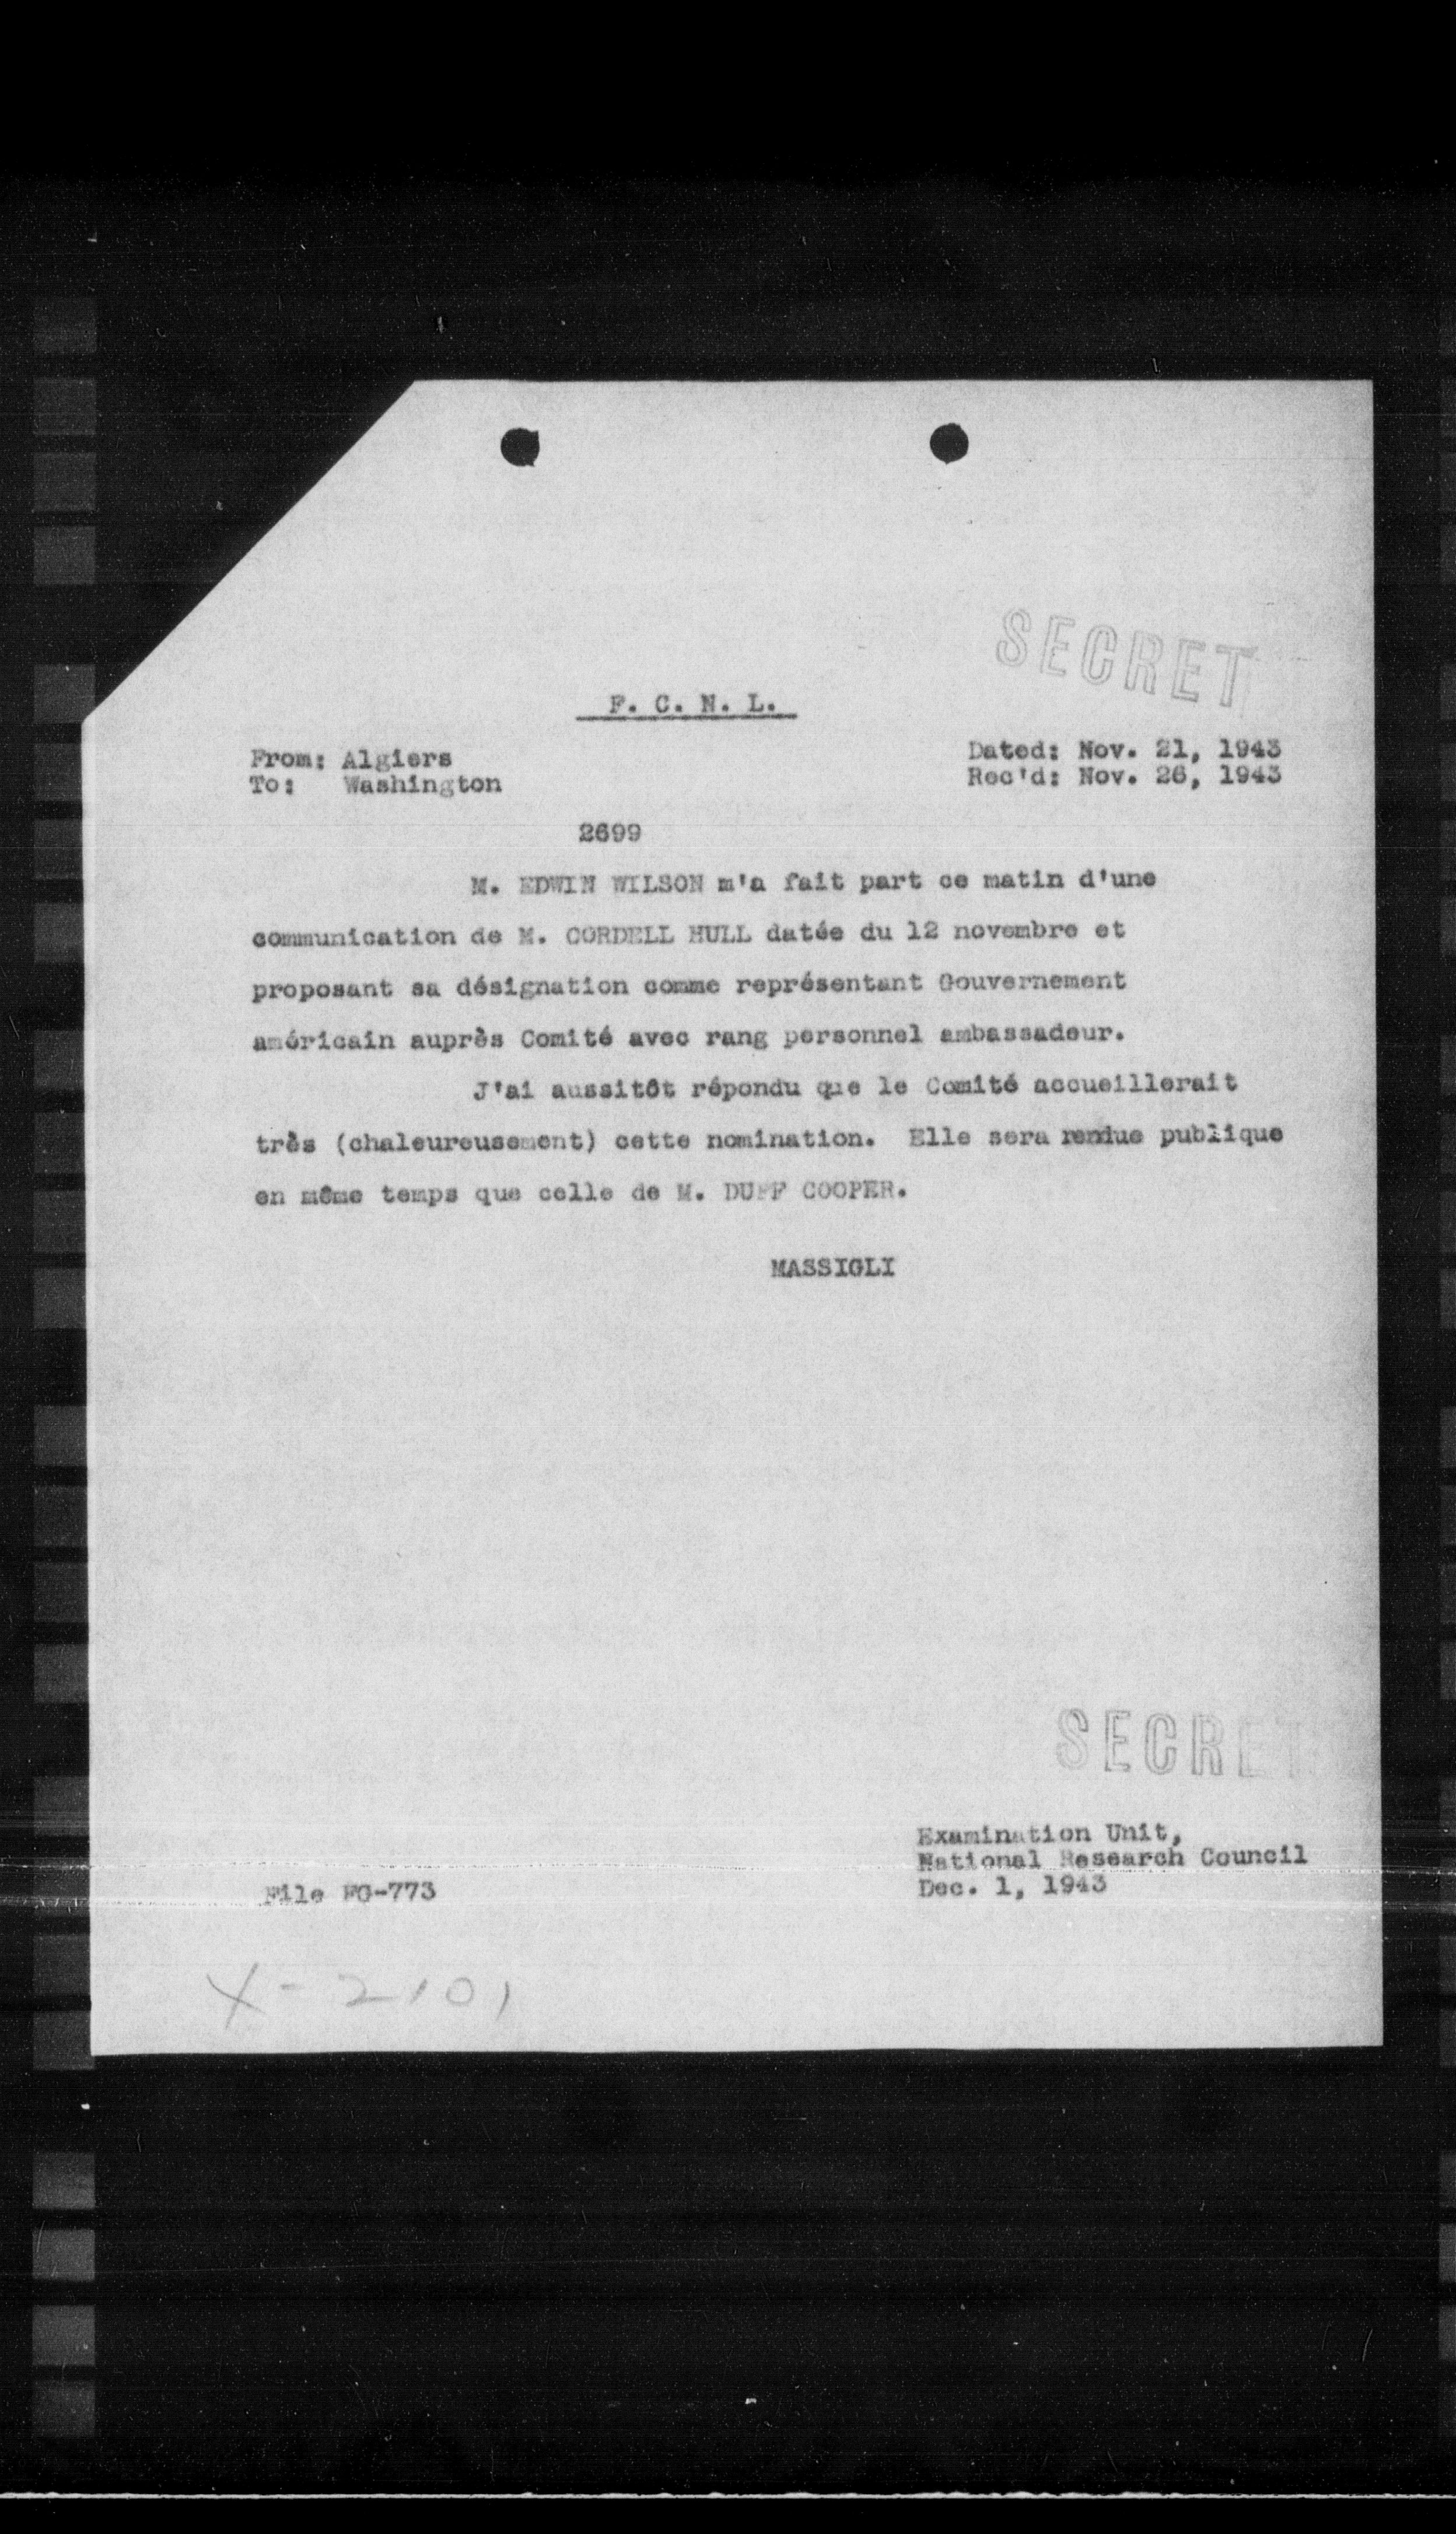 SECRET
F. C. N. L.
From: Algiers
To: Washington
Dated: Nov. 21, 1943
Rec'd: Nov. 26, 1943
2699
M. EDWIN WILSON m'a fait part ce matin d'une
communication de M. CORDELL HULL datée du 12 novembre et
proposant sa désignation comme représentant Gouvernement
américain auprès Comité avec rang personnel ambassadeur.
J'ai aussitôt répondu que le Comité accueillerait
très (chaleureusement) cette nomination. Elle sera rendue publique
en même temps que celle de M. DUFF COOPER.
MASSIGLI
SECRET
Examination Unit,
National Research Council
Dec. 1, 1943
File FG-773
X-2101